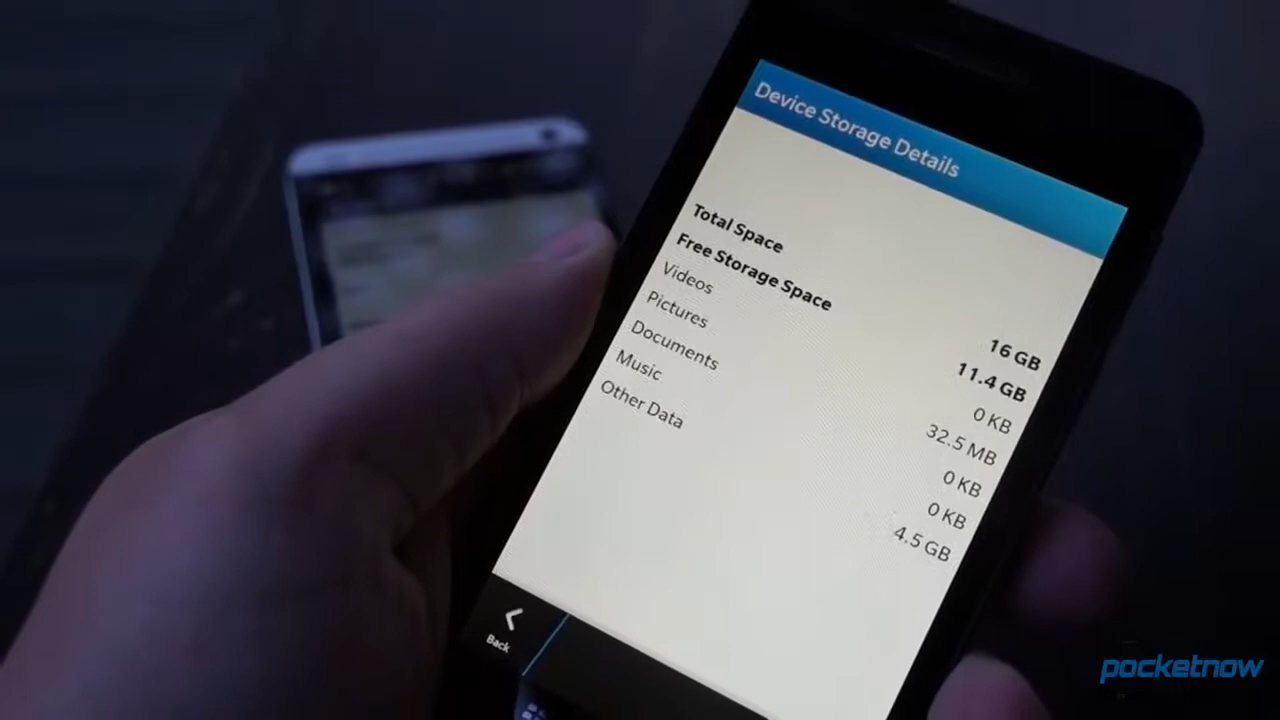 Device Storage Details
Total Space 16 GB
Free Storage Space 11.4 GB
Videos 0 KB
Pictures 32.5 MB
Documents 0 KB
Music 0 KB
Other Data 4.5 GB
Back
pocketnow